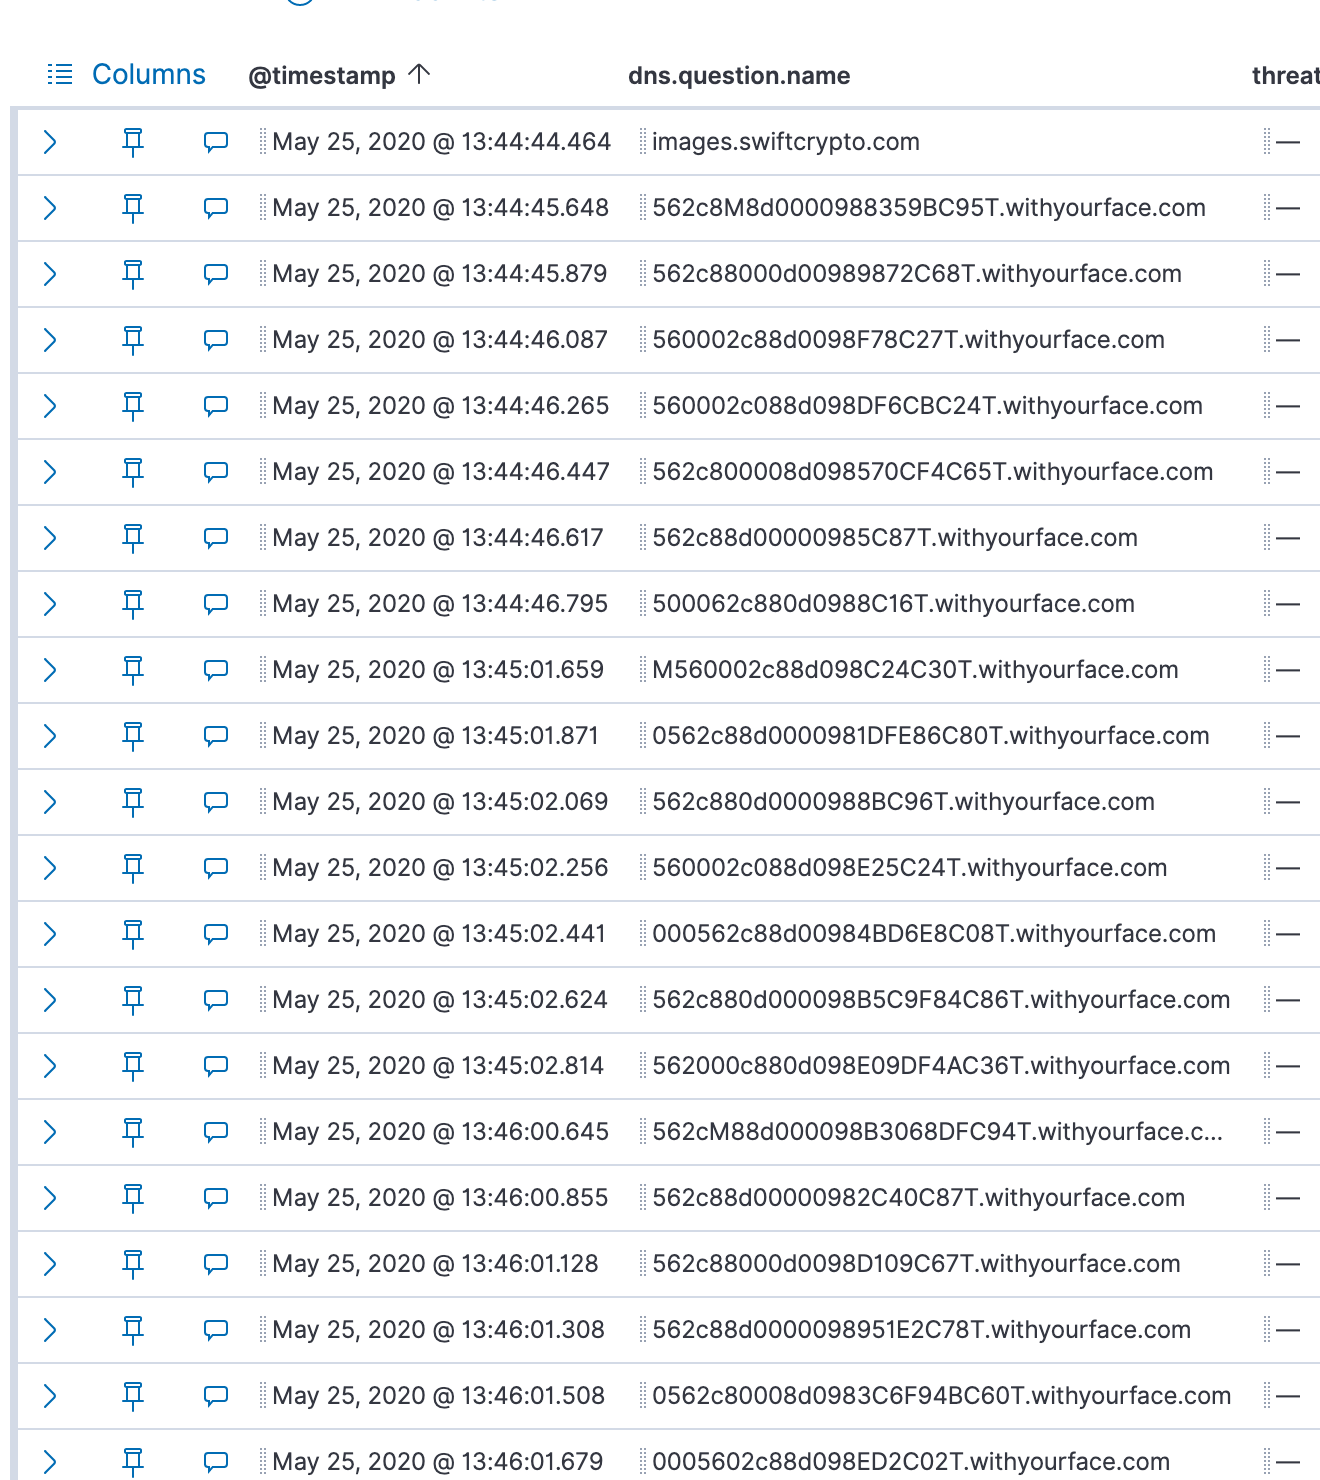 Columns @timestamp ↑ dns.question.name threat
May 25, 2020 @ 13:44:44.464 images.swiftcrypto.com —
May 25, 2020 @ 13:44:45.648 562c8M8d0000988359BC95T.withyourface.com —
May 25, 2020 @ 13:44:45.879 562c88000d00989872C68T.withyourface.com —
May 25, 2020 @ 13:44:46.087 560002c88d0098F78C27T.withyourface.com —
May 25, 2020 @ 13:44:46.265 560002c088d098DF6CBC24T.withyourface.com —
May 25, 2020 @ 13:44:46.447 562c800008d098570CF4C65T.withyourface.com —
May 25, 2020 @ 13:44:46.617 562c88d00000985C87T.withyourface.com —
May 25, 2020 @ 13:44:46.795 500062c880d0988C16T.withyourface.com —
May 25, 2020 @ 13:45:01.659 M560002c88d098C24C30T.withyourface.com —
May 25, 2020 @ 13:45:01.871 0562c88d0000981DFE86C80T.withyourface.com —
May 25, 2020 @ 13:45:02.069 562c880d0000988BC96T.withyourface.com —
May 25, 2020 @ 13:45:02.256 560002c088d098E25C24T.withyourface.com —
May 25, 2020 @ 13:45:02.441 000562c88d00984BD6E8C08T.withyourface.com —
May 25, 2020 @ 13:45:02.624 562c880d000098B5C9F84C86T.withyourface.com —
May 25, 2020 @ 13:45:02.814 562000c880d098E09DF4AC36T.withyourface.com —
May 25, 2020 @ 13:46:00.645 562cM88d000098B3068DFC94T.withyourface.c... —
May 25, 2020 @ 13:46:00.855 562c88d00000982C40C87T.withyourface.com —
May 25, 2020 @ 13:46:01.128 562c88000d0098D109C67T.withyourface.com —
May 25, 2020 @ 13:46:01.308 562c88d0000098951E2C78T.withyourface.com —
May 25, 2020 @ 13:46:01.508 0562c80008d0983C6F94BC60T.withyourface.com —
May 25, 2020 @ 13:46:01.679 0005602c88d098ED2C02T.withyourface.com —